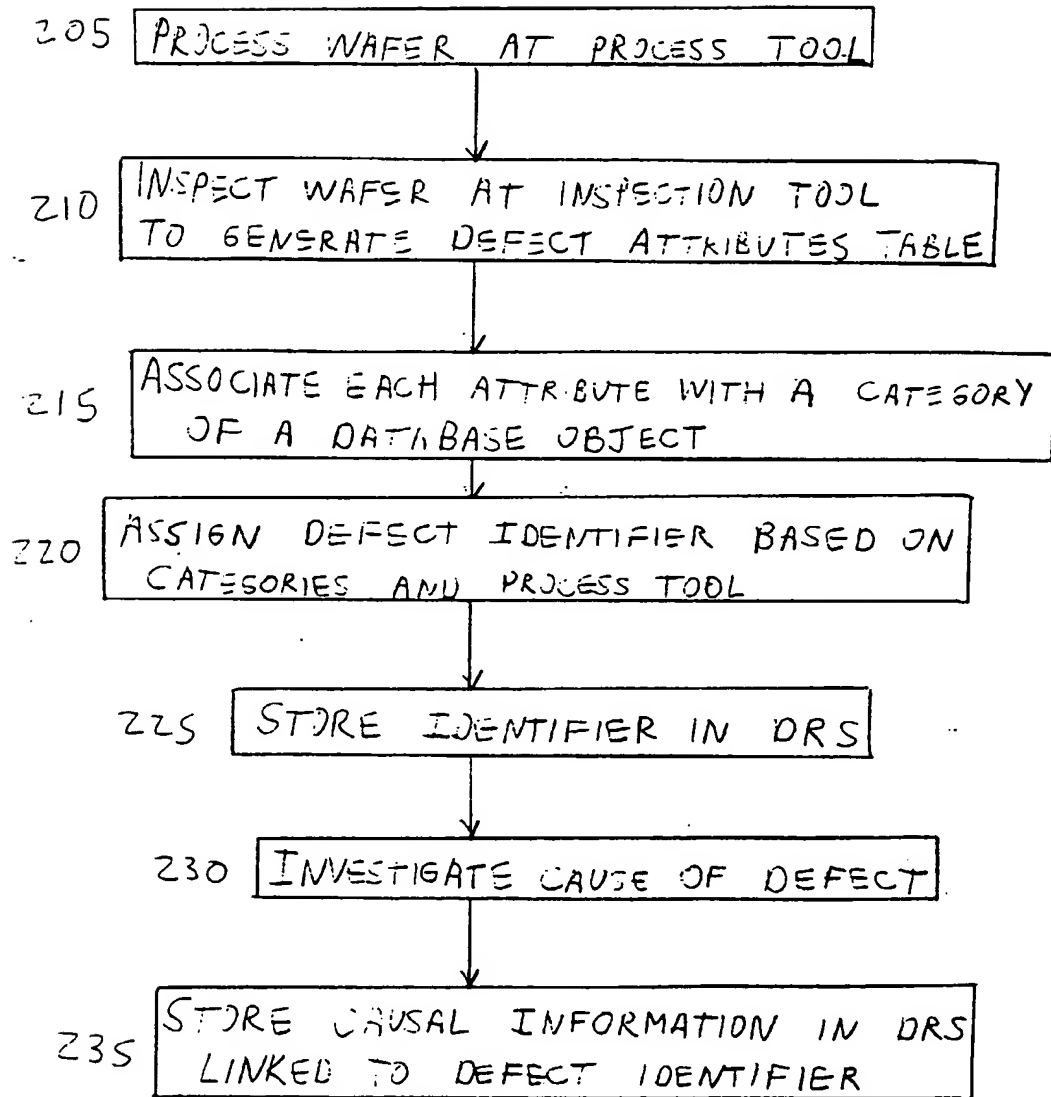 205 PROCESS WAFER AT PROCESS TOOL
210 INSPECT WAFER AT INSPECTION TOOL
TO GENERATE DEFECT ATTRIBUTES TABLE
215 ASSOCIATE EACH ATTRIBUTE WITH A CATEGORY
OF A DATABASE OBJECT
220 ASSIGN DEFECT IDENTIFIER BASED ON
CATEGORIES AND PROCESS TOOL
225 STORE IDENTIFIER IN DRS
230 INVESTIGATE CAUSE OF DEFECT
235 STORE CAUSAL INFORMATION IN DRS
LINKED TO DEFECT IDENTIFIER